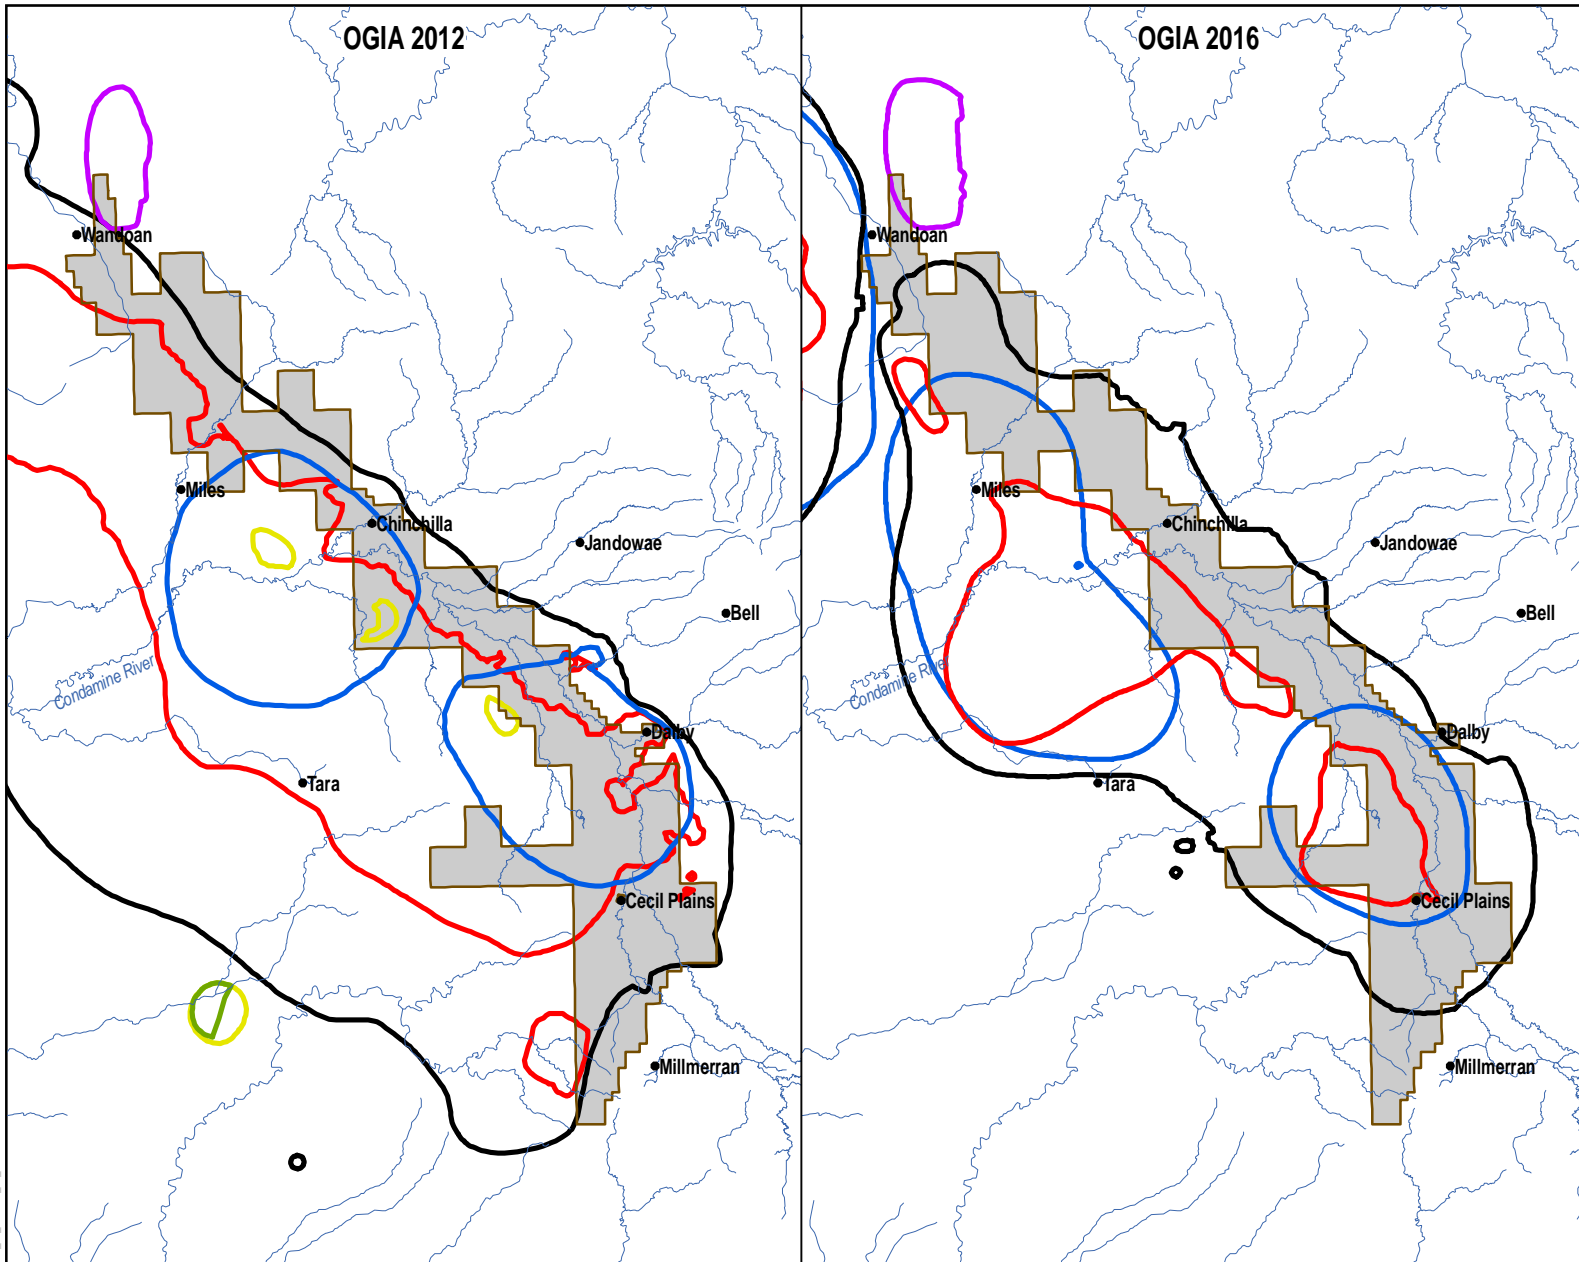 OGIA 2012
Wandoan
Miles
Chinchilla
Jandowae
Bell
Condamine River
Dalby
Tara
Cecil Plains
Millmerran
OGIA 2016
Wandoan
Miles
Chinchilla
Jandowae
Bell
Condamine River
Dalby
Tara
Cecil Plains
Millmerran